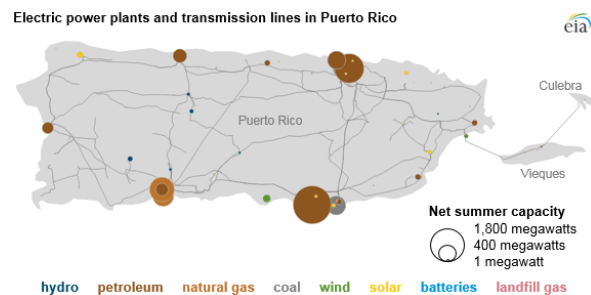 Electric power plants and transmission lines in Puerto Rico
eia
Culebra
Puerto Rico
Vieques
Net summer capacity
1,800 megawatts
400 megawatts
1 megawatt
hydro petroleum natural gas coal wind solar batteries landfill gas